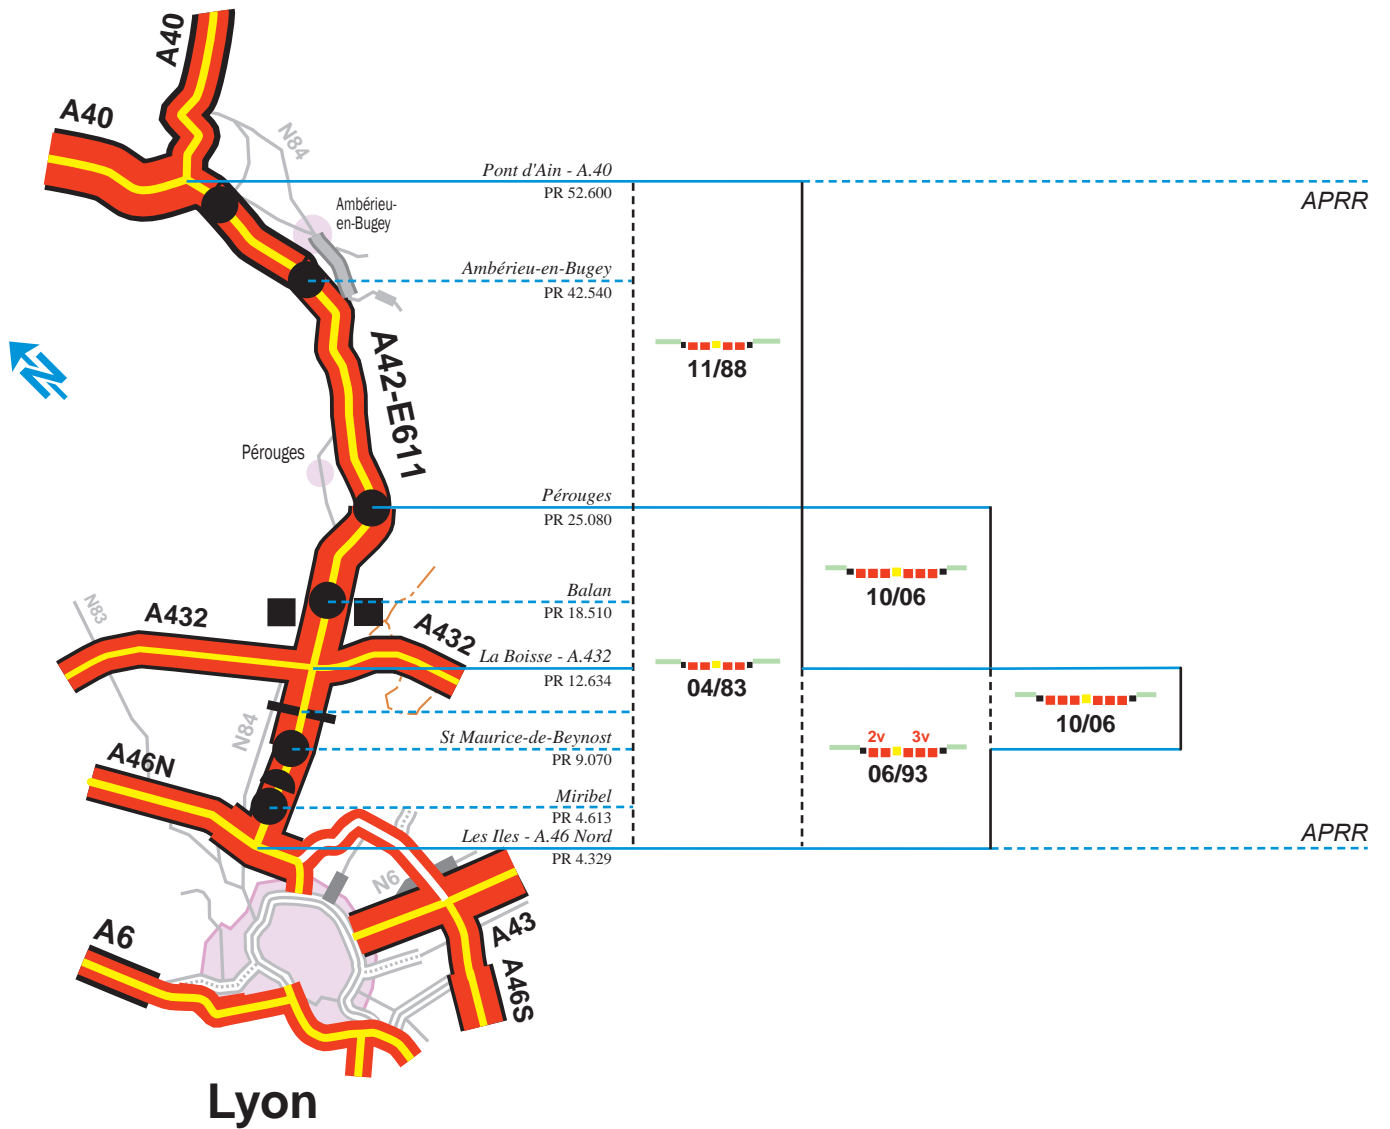 A40
A40
N84
Pont d'Ain - A.40
PR 52.600
APRR
Ambérieu-
en-Bugey
Ambérieu-en-Bugey
PR 42.540
N
A42-E611
11/88
Pérouges
Pérouges
PR 25.080
10/06
Balan
PR 18.510
N83
A432
A432
La Boisse - A.432
PR 12.634
04/83
10/06
N84
St Maurice-de-Beynost
PR 9.070
2v 3v
06/93
A46N
Miribel
PR 4.613
Les Iles - A.46 Nord
PR 4.329
APRR
N6
A6
A43
A46S
Lyon